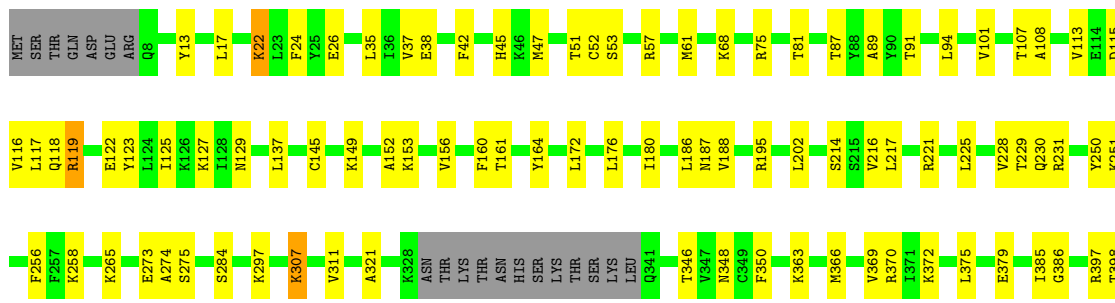 MET SER THR GLN ASP GLU ARG Q8 Y13 L17 K22 L23 F24 Y25 E26 L35 I36 V37 E38 F42 H45 K46 M47 T51 C52 S53 R57 M61 K68 R75 T81 T87 Y88 A89 Y90 T91 L94 V101 T107 A108 V113 E114
V116 L117 Q118 R119 E122 Y123 L124 I125 K126 K127 I128 N129 L137 C145 K149 A152 K153 V156 F160 T161 Y164 L172 L176 I180 L186 N187 V188 R195 L202 S214 S215 V216 L217 R221 L225 V228 T229 Q230 R231 Y250
F256 F257 K258 K265 E273 A274 S275 S284 K297 K307 V311 A321 K328 ASN THR LYS THR ASN HIS SER LYS THR SER LYS LEU Q341 T346 V347 N348 C349 F350 K363 M366 V369 R370 I371 K372 L375 E379 I385 G386 R397